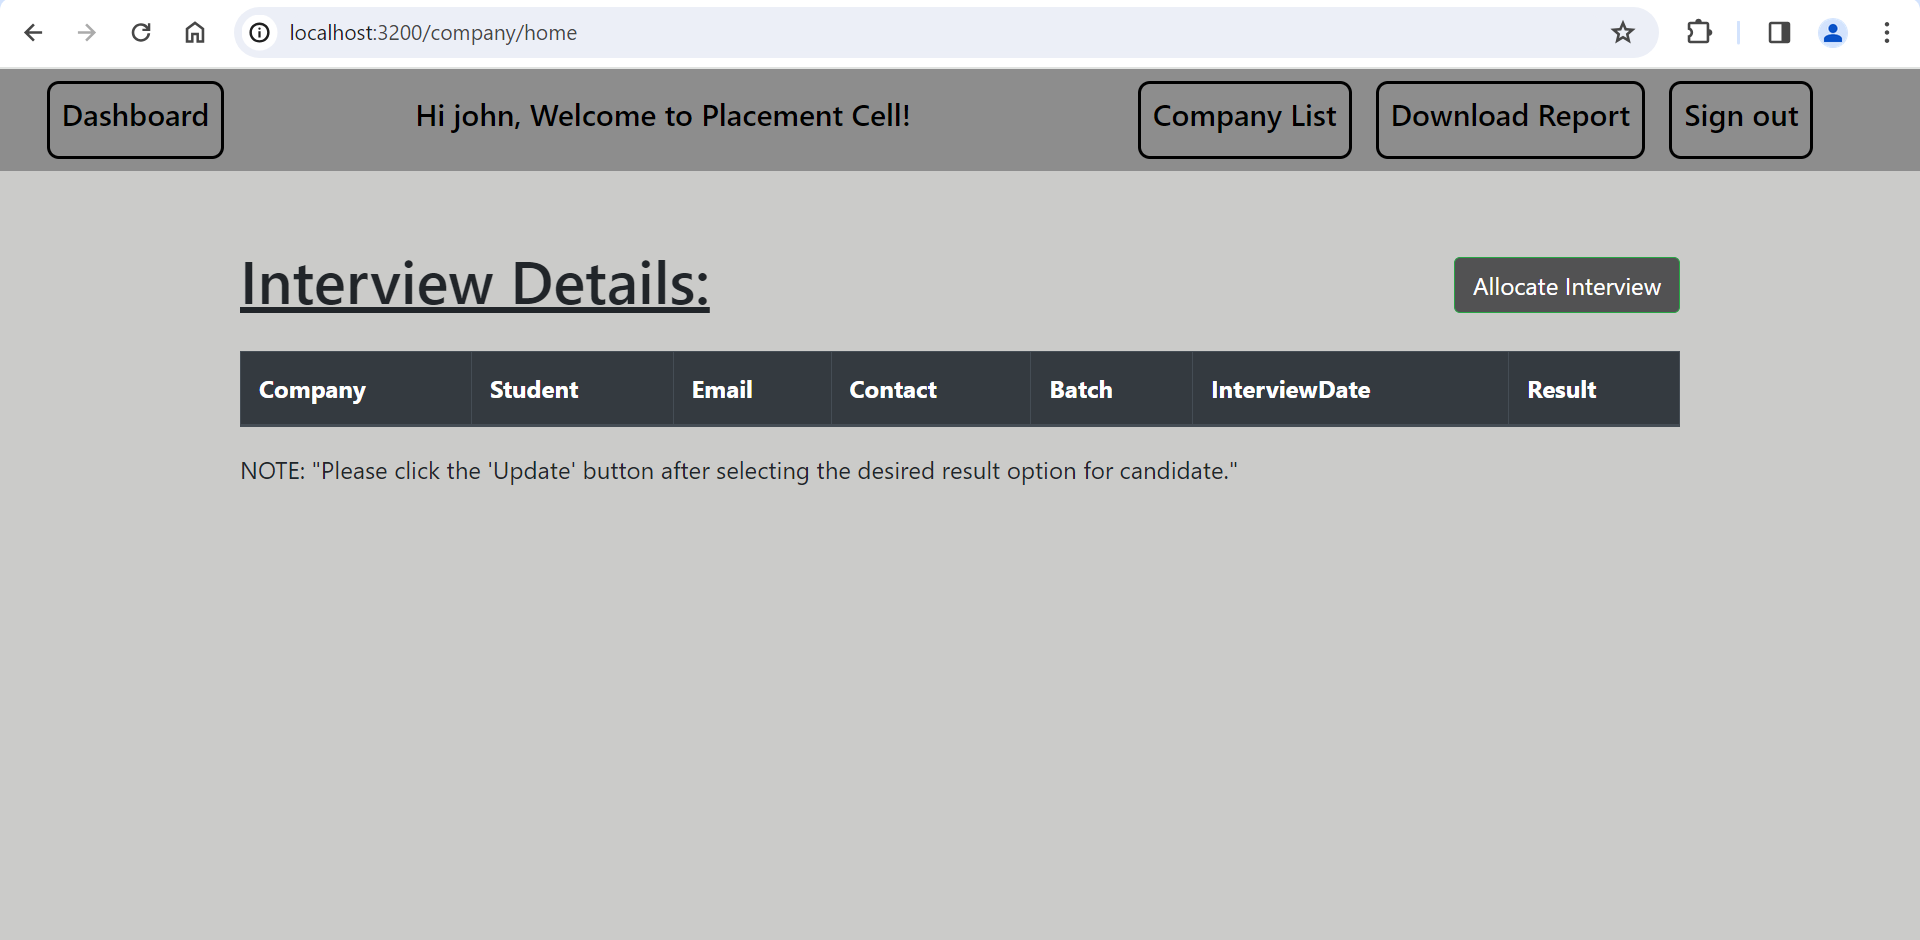 localhost:3200/company/home
Dashboard
Hi john, Welcome to Placement Cell!
Company List
Download Report
Sign out
Interview Details:
Allocate Interview
Company Student Email Contact Batch InterviewDate Result
NOTE: "Please click the 'Update' button after selecting the desired result option for candidate."